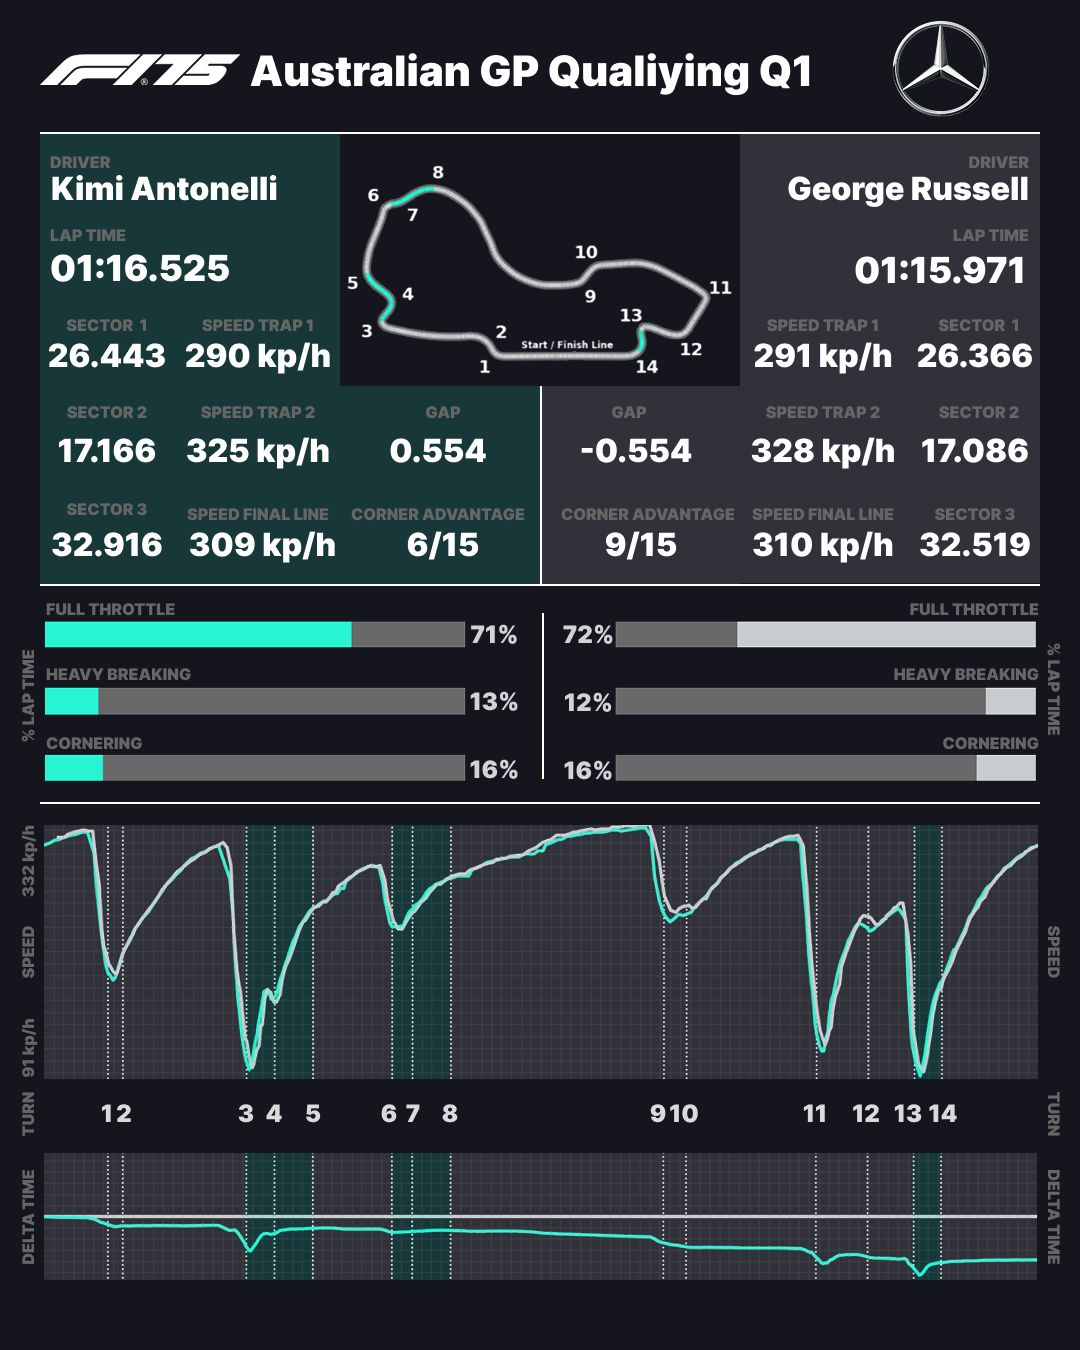 F1® 75 Australian GP Qualiying Q1
DRIVER
Kimi Antonelli
LAP TIME
01:16.525
SECTOR 1 SPEED TRAP 1
26.443 290 kp/h
SECTOR 2 SPEED TRAP 2 GAP
17.166 325 kp/h 0.554
SECTOR 3 SPEED FINAL LINE CORNER ADVANTAGE
32.916 309 kp/h 6/15
8
6
7
5
4
3
2
1
Start / Finish Line
10
9
11
13
12
14
DRIVER
George Russell
LAP TIME
01:15.971
SPEED TRAP 1 SECTOR 1
291 kp/h 26.366
GAP SPEED TRAP 2 SECTOR 2
-0.554 328 kp/h 17.086
CORNER ADVANTAGE SPEED FINAL LINE SECTOR 3
9/15 310 kp/h 32.519
% LAP TIME
FULL THROTTLE
71%
HEAVY BREAKING
13%
CORNERING
16%
FULL THROTTLE
72%
HEAVY BREAKING
12%
CORNERING
16%
% LAP TIME
332 kp/h
SPEED
91 kp/h
SPEED
TURN 1 2 3 4 5 6 7 8 9 10 11 12 13 14 TURN
DELTA TIME
DELTA TIME